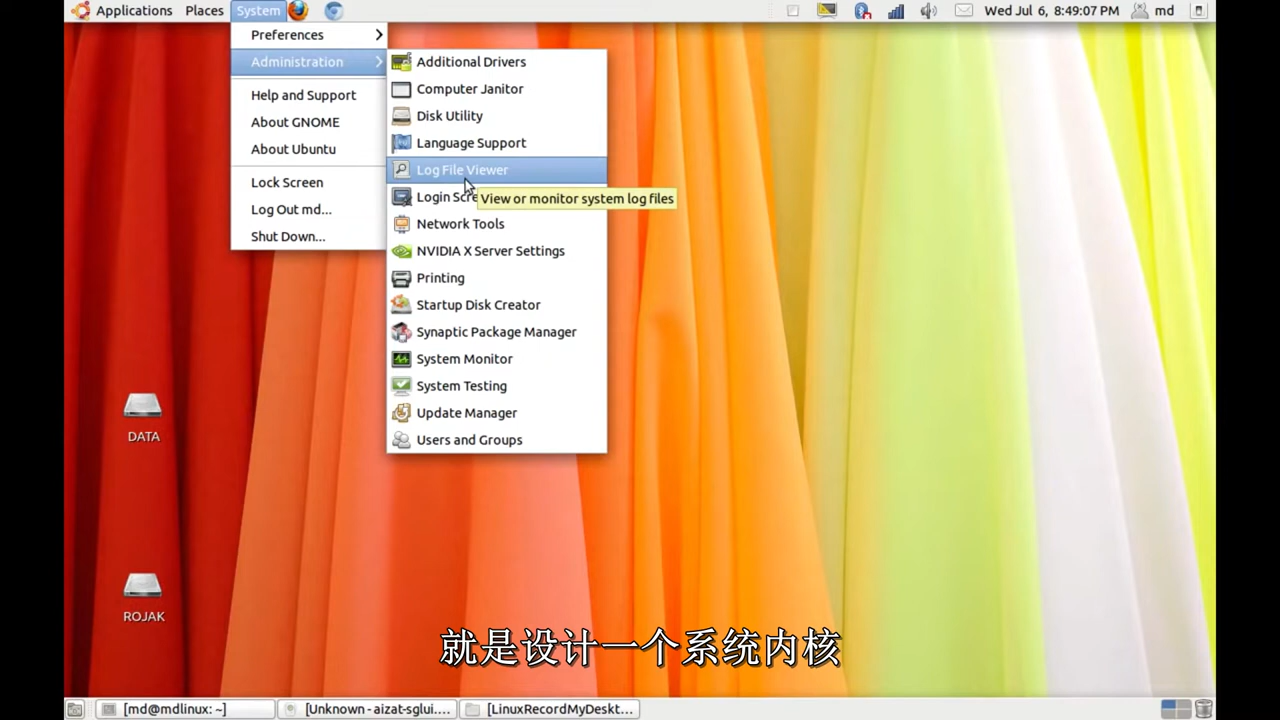 Applications Places System Wed Jul 6, 8:49:07 PM md
Preferences
Administration
Help and Support
About GNOME
About Ubuntu
Lock Screen
Log Out md...
Shut Down...
Additional Drivers
Computer Janitor
Disk Utility
Language Support
Log File Viewer
Login Scre
View or monitor system log files
Network Tools
NVIDIA X Server Settings
Printing
Startup Disk Creator
Synaptic Package Manager
System Monitor
System Testing
Update Manager
Users and Groups
DATA
ROJAK
就是设计一个系统内核
[md@mdlinux: ~] [Unknown - aizat-sglui.... [LinuxRecordMyDeskt...